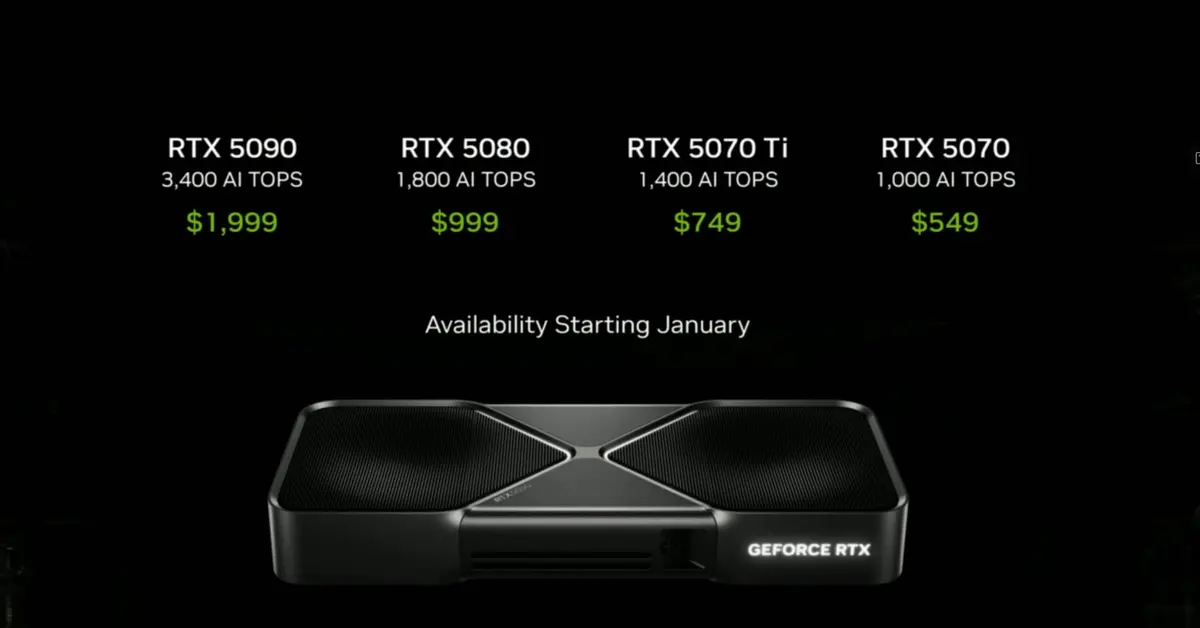 RTX 5090
3,400 AI TOPS
$1,999
RTX 5080
1,800 AI TOPS
$999
RTX 5070 Ti
1,400 AI TOPS
$749
RTX 5070
1,000 AI TOPS
$549
Availability Starting January
GEFORCE RTX